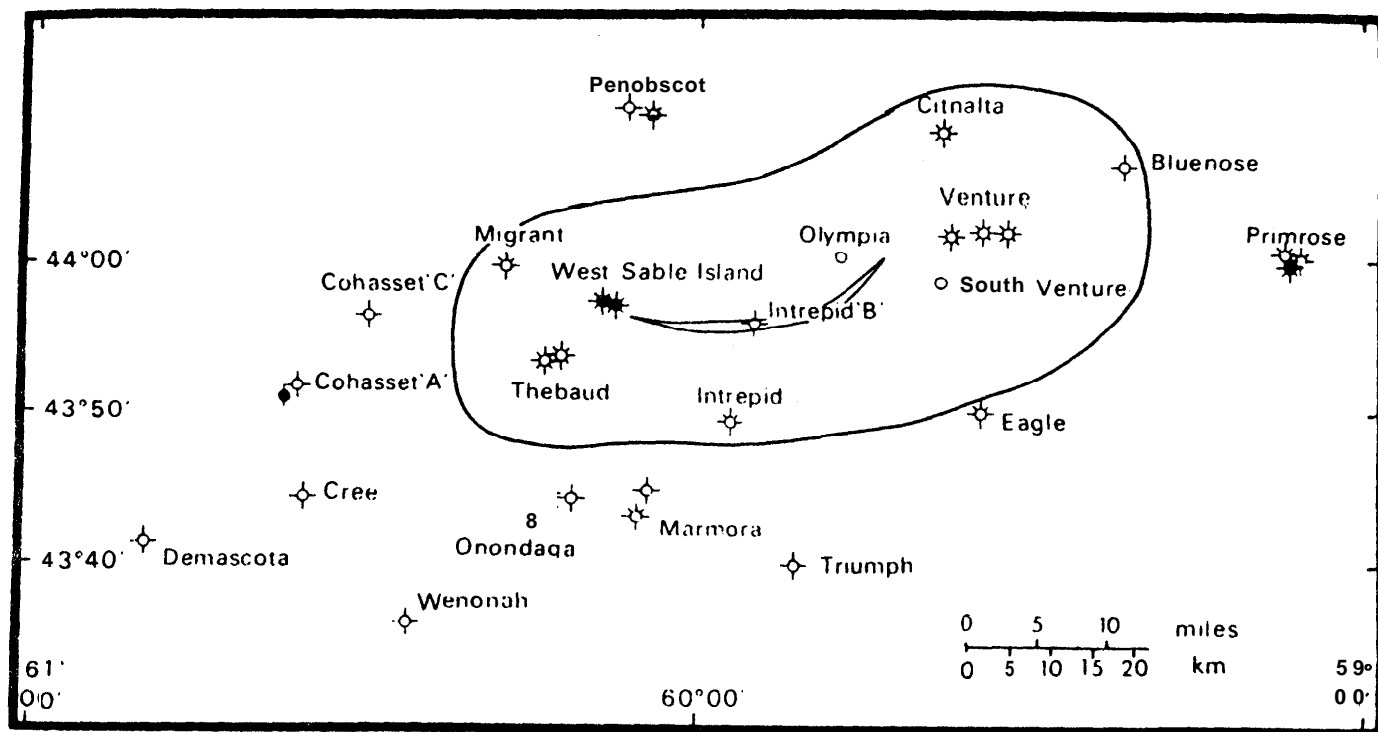 Penobscot
Citnalta
Bluenose
Venture
Migrant
Olympia
Primrose
44°00'
West Sable Island
Cohasset 'C'
South Venture
Intrepid 'B'
Cohasset 'A'
Thebaud
Intrepid
43°50'
Eagle
Cree
8
Marmora
Onondaga
43°40'
Demascota
Triumph
Wenonah
0 5 10 miles
0 5 10 15 20 km
61°
00'
60°00'
59°
00'